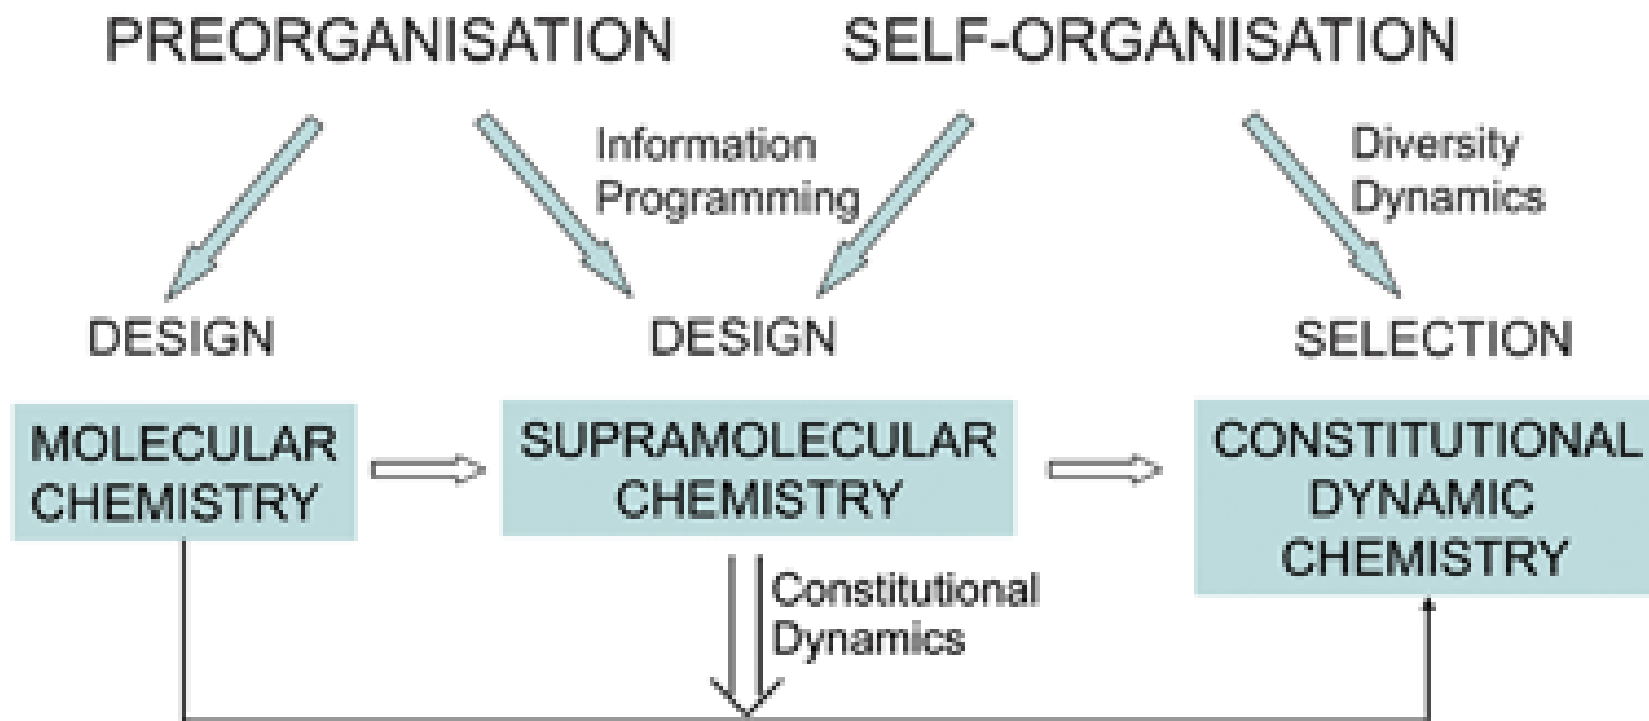 PREORGANISATION
SELF-ORGANISATION
Information
Programming
Diversity
Dynamics
DESIGN
DESIGN
SELECTION
MOLECULAR
CHEMISTRY
SUPRAMOLECULAR
CHEMISTRY
CONSTITUTIONAL
DYNAMIC
CHEMISTRY
Constitutional
Dynamics